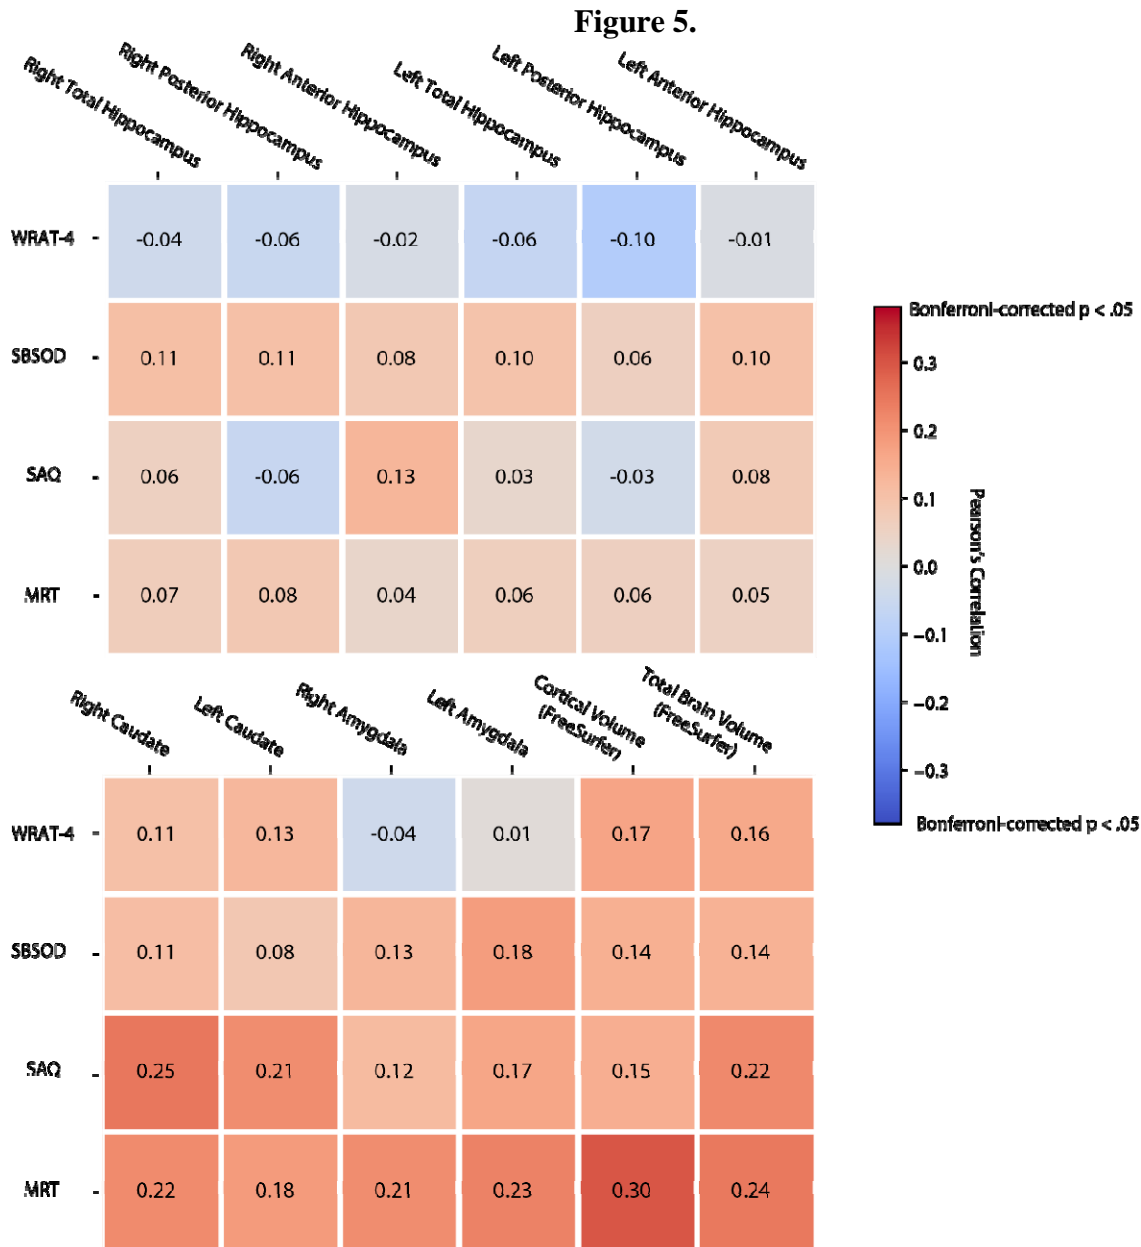 Figure 5.
Right Total Hippocampus
Right Posterior Hippocampus
Right Anterior Hippocampus
Left Total Hippocampus
Left Posterior Hippocampus
Left Anterior Hippocampus
WRAT-4 - -0.04 -0.06 -0.02 -0.06 -0.10 -0.01
SBSOD - 0.11 0.11 0.08 0.10 0.06 0.10
SAQ - 0.06 -0.06 0.13 0.03 -0.03 0.08
MRT - 0.07 0.08 0.04 0.06 0.06 0.05
Right Caudate
Left Caudate
Right Amygdala
Left Amygdala
Cortical Volume
(FreeSurfer)
Total Brain Volume
(FreeSurfer)
WRAT-4 - 0.11 0.13 -0.04 0.01 0.17 0.16
SBSOD - 0.11 0.08 0.13 0.18 0.14 0.14
SAQ - 0.25 0.21 0.12 0.17 0.15 0.22
MRT - 0.22 0.18 0.21 0.23 0.30 0.24
Bonferroni-corrected p < .05
0.3
0.2
0.1
0.0
−0.1
−0.2
−0.3
Bonferroni-corrected p < .05
Pearson's Correlation